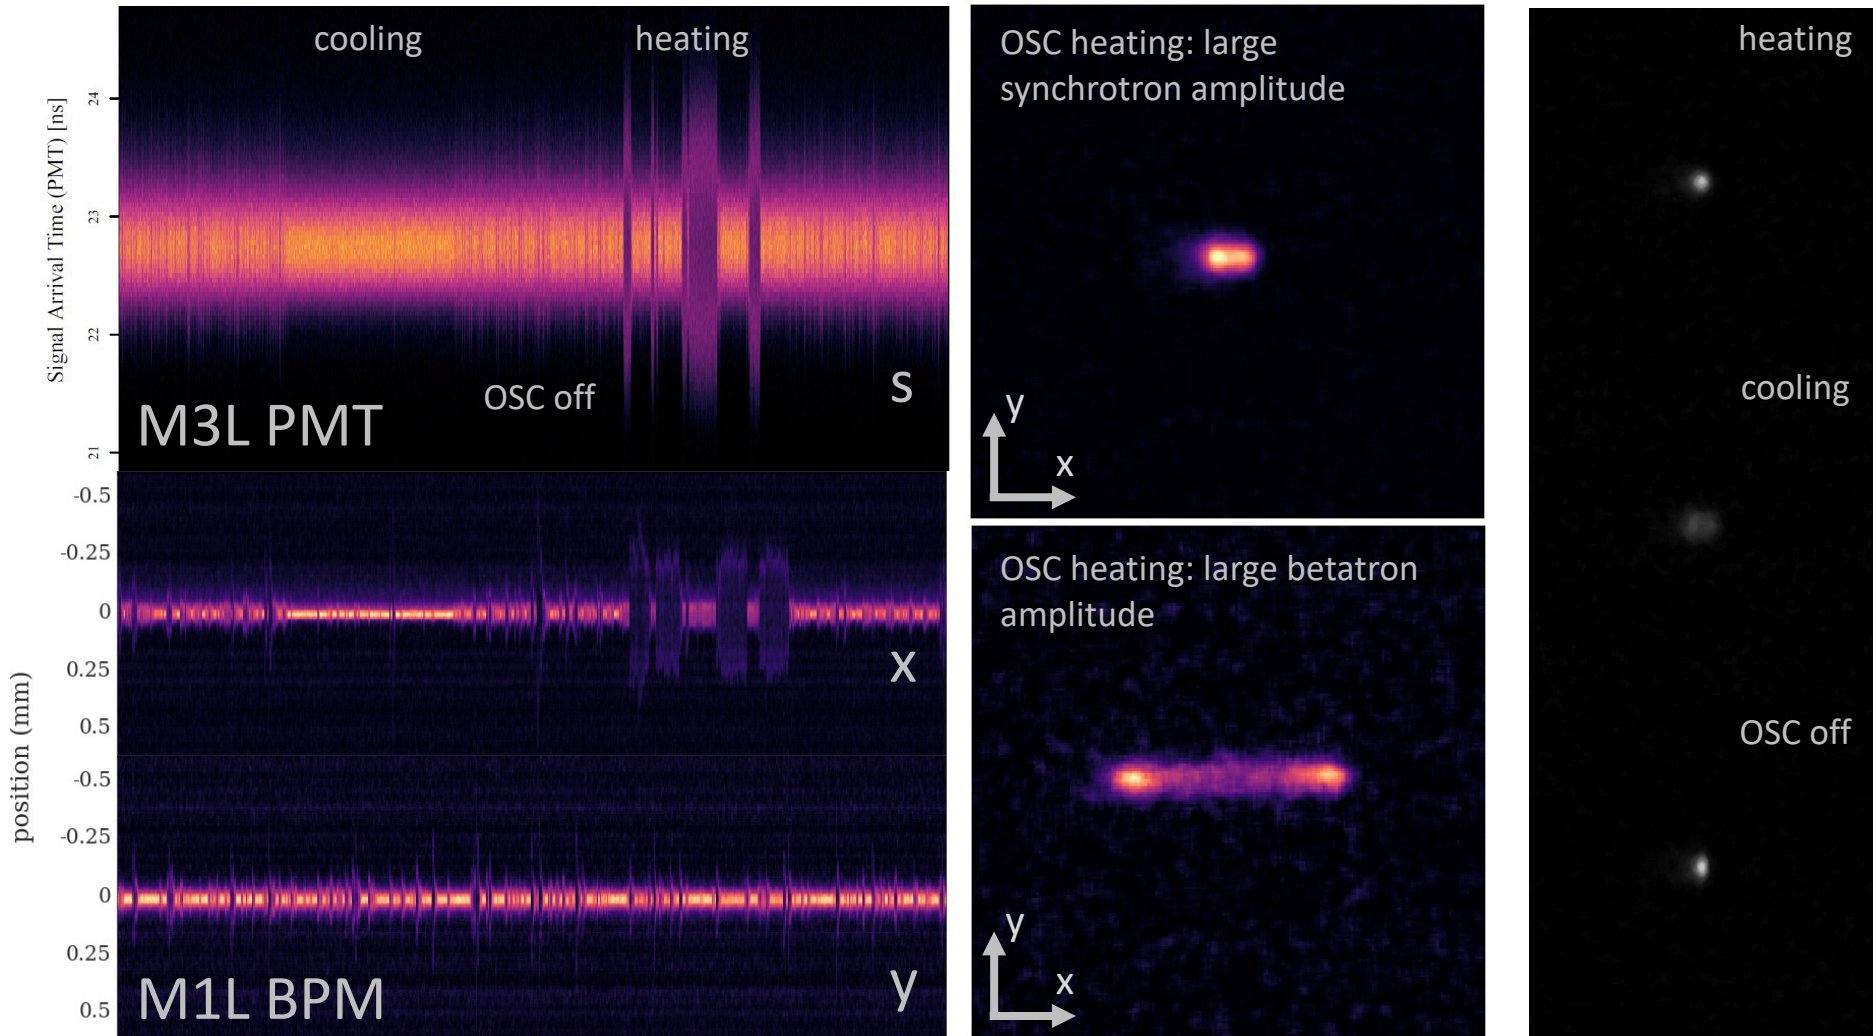 cooling
heating
Signal Arrival Time (PMT) [ns]
24
23
22
21
OSC off
s
M3L PMT
position (mm)
-0.5
-0.25
0
0.25
0.5
x
-0.5
-0.25
0
0.25
0.5
y
M1L BPM
OSC heating: large
synchrotron amplitude
y
x
OSC heating: large betatron
amplitude
y
x
heating
cooling
OSC off